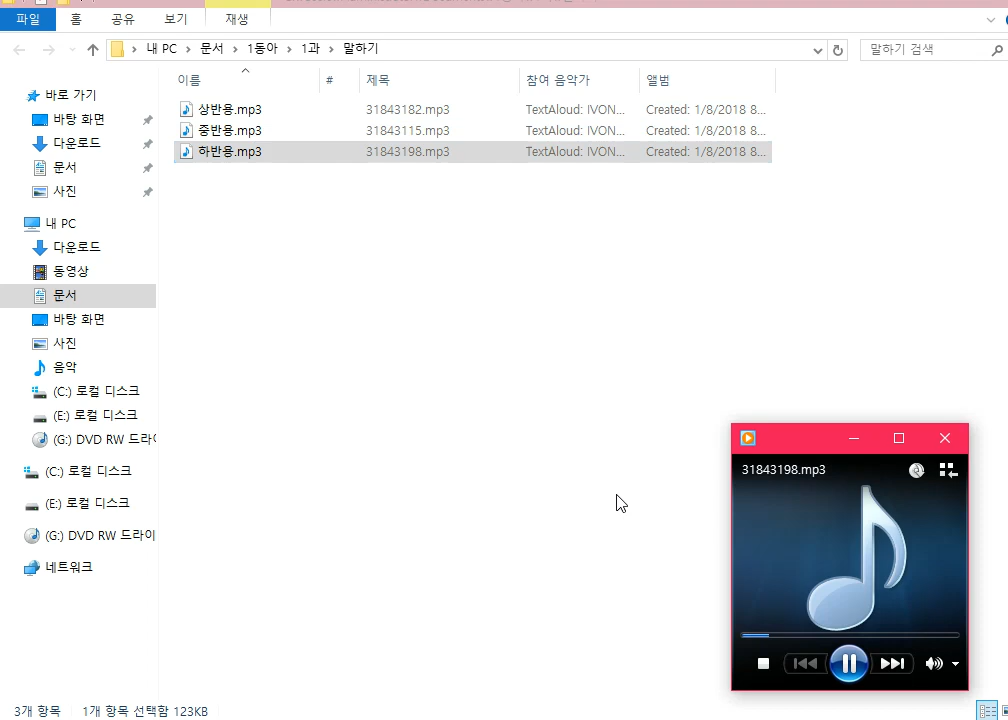 파일 홈 공유 보기 재생
내 PC › 문서 › 1동아 › 1과 › 말하기
말하기 검색
이름 # 제목 참여 음악가 앨범
상반용.mp3 31843182.mp3 TextAloud: IVON... Created: 1/8/2018 8...
중반용.mp3 31843115.mp3 TextAloud: IVON... Created: 1/8/2018 8...
하반용.mp3 31843198.mp3 TextAloud: IVON... Created: 1/8/2018 8...
바로 가기
바탕 화면
다운로드
문서
사진
내 PC
다운로드
동영상
문서
바탕 화면
사진
음악
(C:) 로컬 디스크
(E:) 로컬 디스크
(G:) DVD RW 드라이
(C:) 로컬 디스크
(E:) 로컬 디스크
(G:) DVD RW 드라이
네트워크
31843198.mp3
3개 항목 1개 항목 선택함 123KB